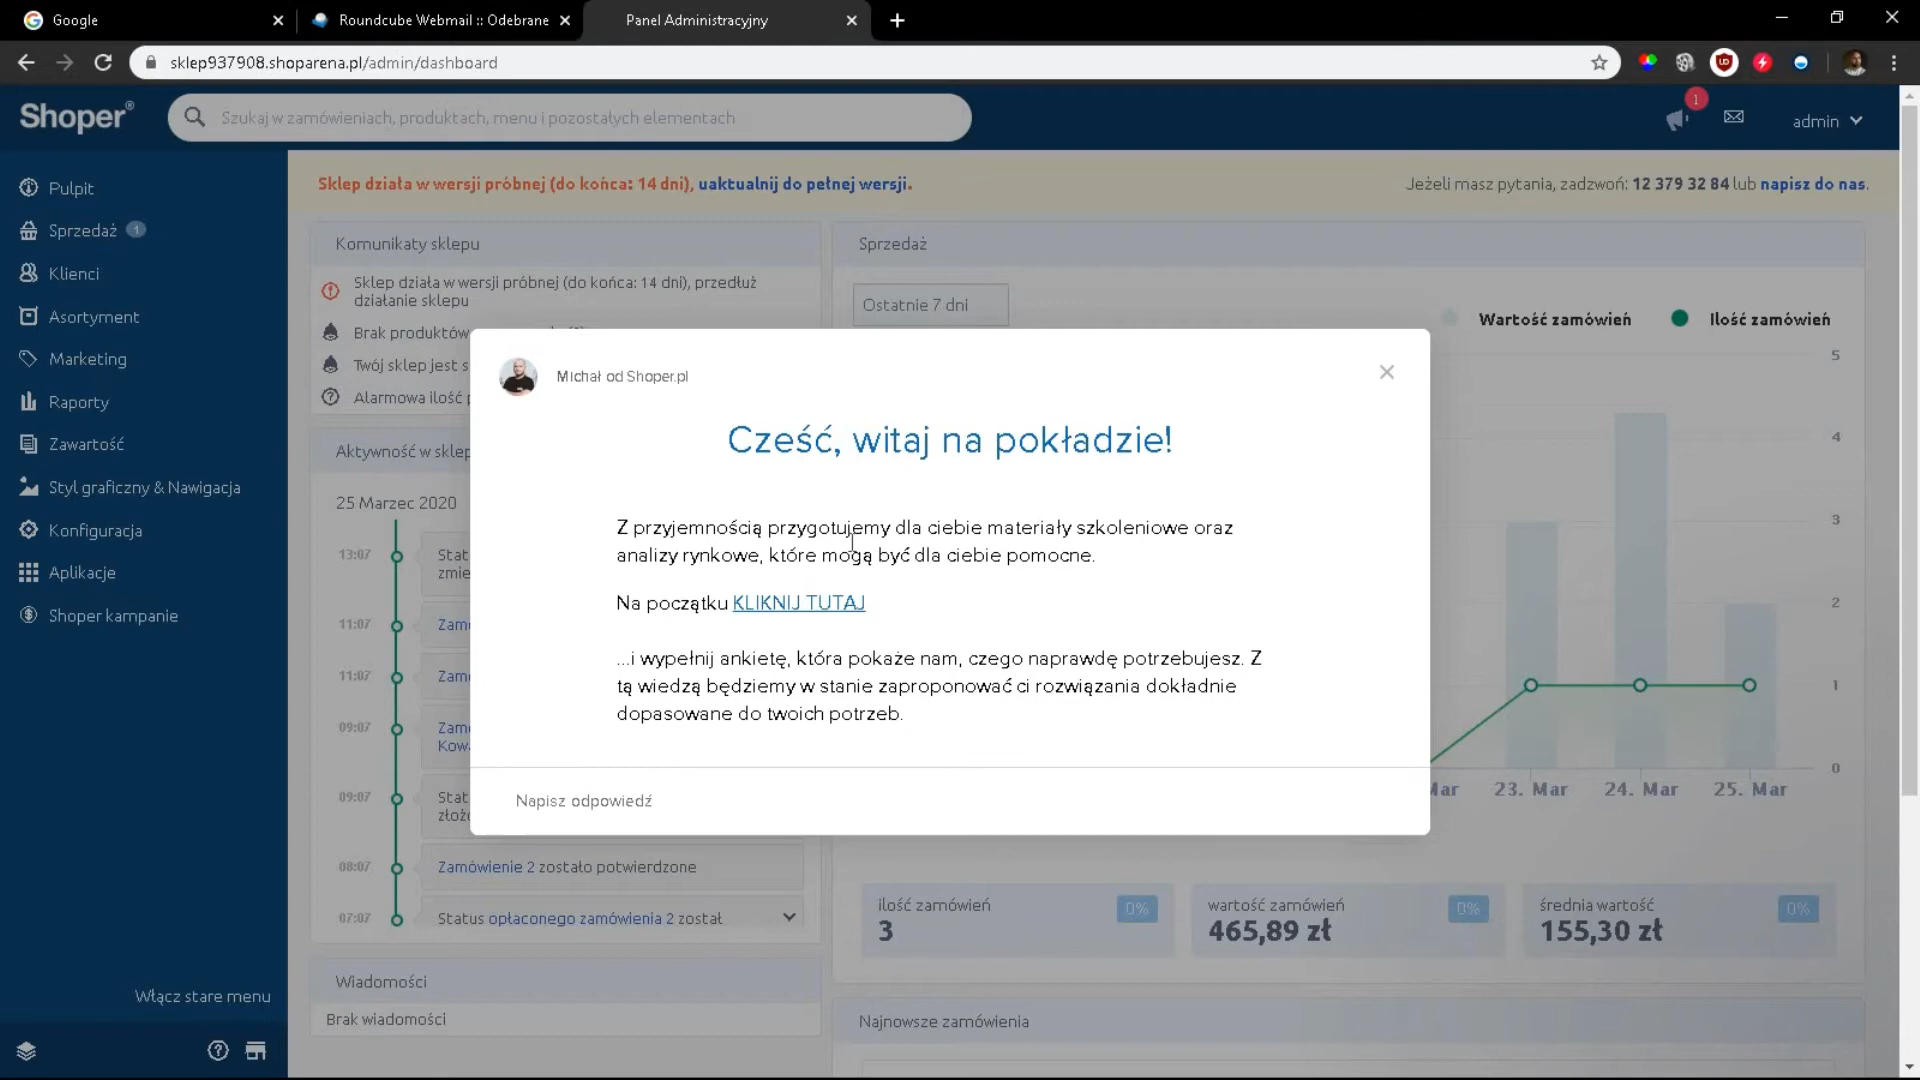 Google
Roundcube Webmail :: Odebrane
Panel Administracyjny
sklep937908.shoparena.pl/admin/dashboard
Shoper®
Szukaj w zamówieniach, produktach, menu i pozostałych elementach
1
admin
Pulpit
Sprzedaż 1
Klienci
Asortyment
Marketing
Raporty
Zawartość
Styl graficzny & Nawigacja
Konfiguracja
Aplikacje
Shoper kampanie
Włącz stare menu
Sklep działa w wersji próbnej (do końca: 14 dni), uaktualnij do pełnej wersji.
Jeżeli masz pytania, zadzwoń: 12 379 32 84 lub napisz do nas.
Komunikaty sklepu
Sklep działa w wersji próbnej (do końca: 14 dni), przedłuż
działanie sklepu
Brak produktów
Twój sklep jest
Alarmowa ilość
Aktywność w
25 Marzec 2020
13:07
11:07
11:07
09:07
09:07
08:07 Zamówienie 2 zostało potwierdzone
07:07 Status opłaconego zamówienia 2 został
Wiadomości
Brak wiadomości
Michał od Shoper.pl
Cześć, witaj na pokładzie!
Z przyjemnością przygotujemy dla ciebie materiały szkoleniowe oraz
analizy rynkowe, które mogą być dla ciebie pomocne.
Na początku KLIKNIJ TUTAJ
...i wypełnij ankietę, która pokaże nam, czego naprawdę potrzebujesz. Z
tą wiedzą będziemy w stanie zaproponować ci rozwiązania dokładnie
dopasowane do twoich potrzeb.
Napisz odpowiedź
Sprzedaż
Ostatnie 7 dni
Wartość zamówień
Ilość zamówień
5
4
3
2
1
0
Mar 23. Mar 24. Mar 25. Mar
ilość zamówień 0%
3
wartość zamówień 0%
465,89 zł
średnia wartość 0%
155,30 zł
Najnowsze zamówienia